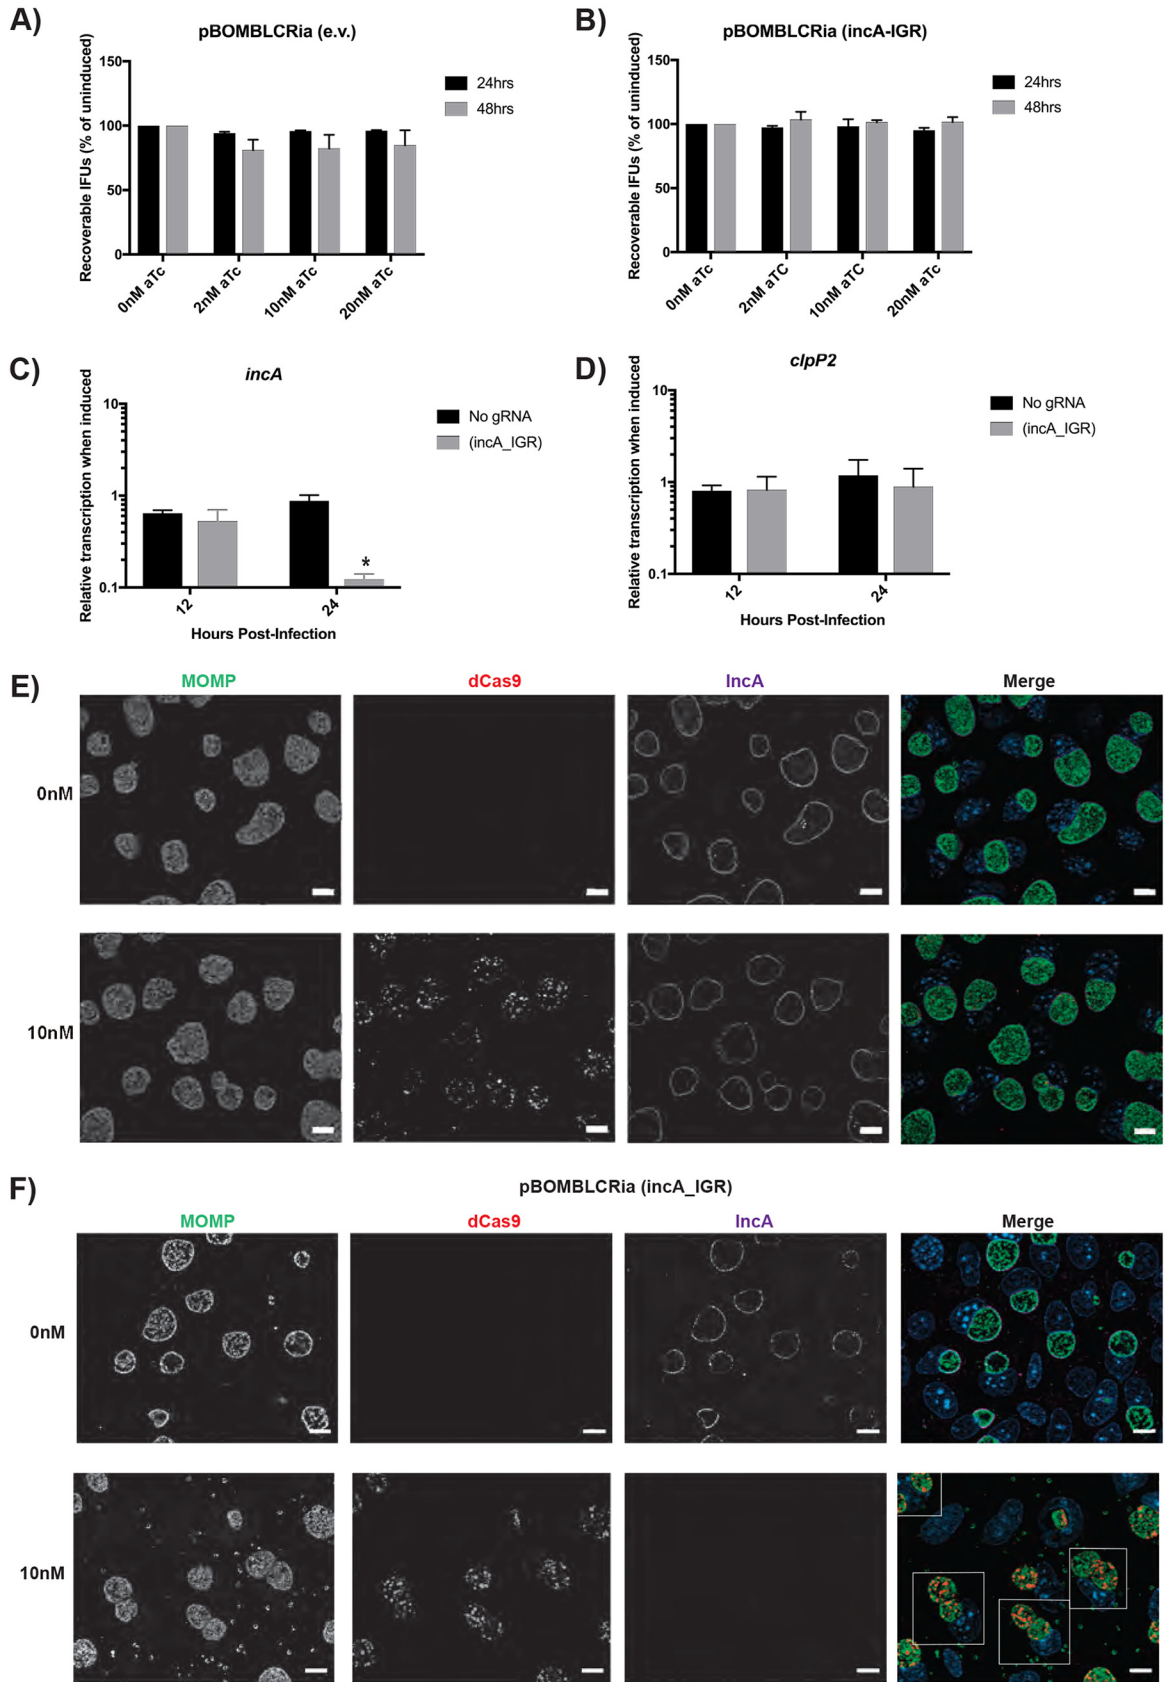 A)
pBOMBLCRia (e.v.)
Recoverable IFUs (% of uninduced)
150
100
50
0
0nM aTc
2nM aTc
10nM aTc
20nM aTc
24hrs
48hrs
B)
pBOMBLCRia (incA-IGR)
Recoverable IFUs (% of uninduced)
150
100
50
0
0nM aTc
2nM aTC
10nM aTC
20nM aTc
24hrs
48hrs
C)
incA
Relative transcription when induced
10
1
0.1
*
12
24
Hours Post-Infection
No gRNA
(incA_IGR)
D)
clpP2
Relative transcription when induced
10
1
0.1
12
24
Hours Post-Infection
No gRNA
(incA_IGR)
E)
MOMP
dCas9
IncA
Merge
0nM
10nM
F)
pBOMBLCRia (incA_IGR)
MOMP
dCas9
IncA
Merge
0nM
10nM